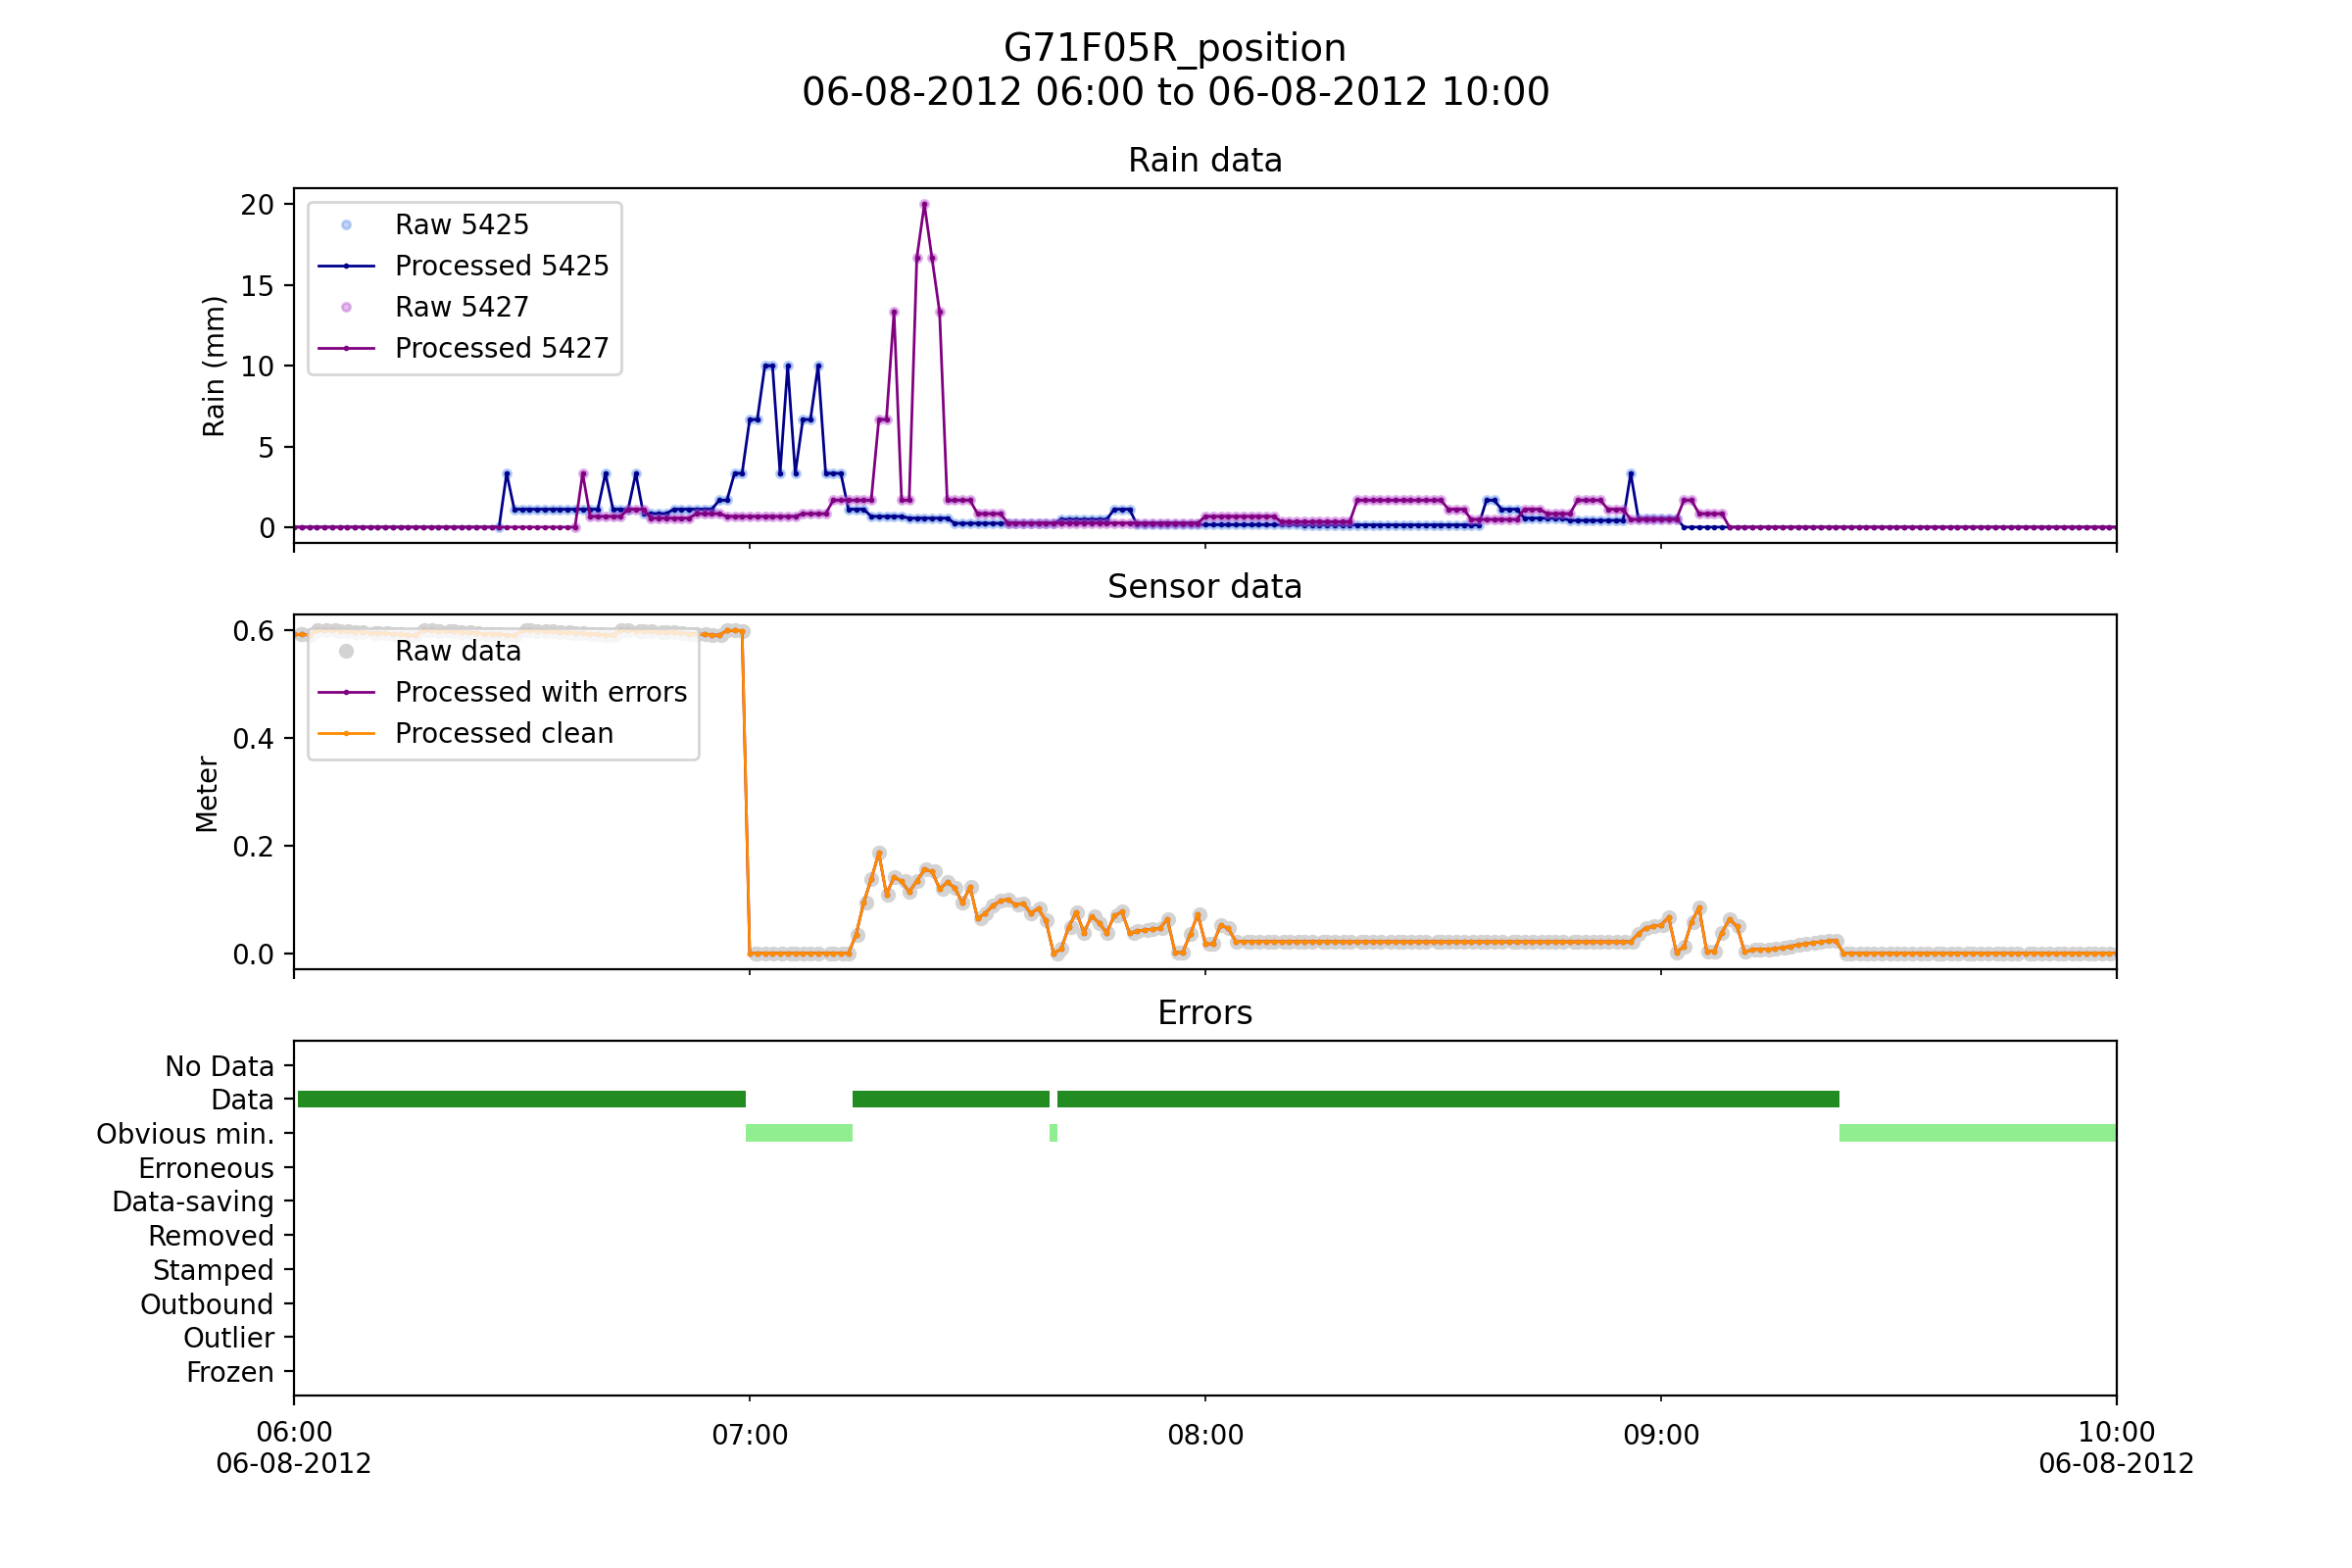 G71F05R_position
06-08-2012 06:00 to 06-08-2012 10:00
Rain data
Rain (mm)
20
15
10
5
0
Raw 5425
Processed 5425
Raw 5427
Processed 5427
Sensor data
Meter
0.6
0.4
0.2
0.0
Raw data
Processed with errors
Processed clean
Errors
No Data
Data
Obvious min.
Erroneous
Data-saving
Removed
Stamped
Outbound
Outlier
Frozen
06:00
06-08-2012
07:00
08:00
09:00
10:00
06-08-2012